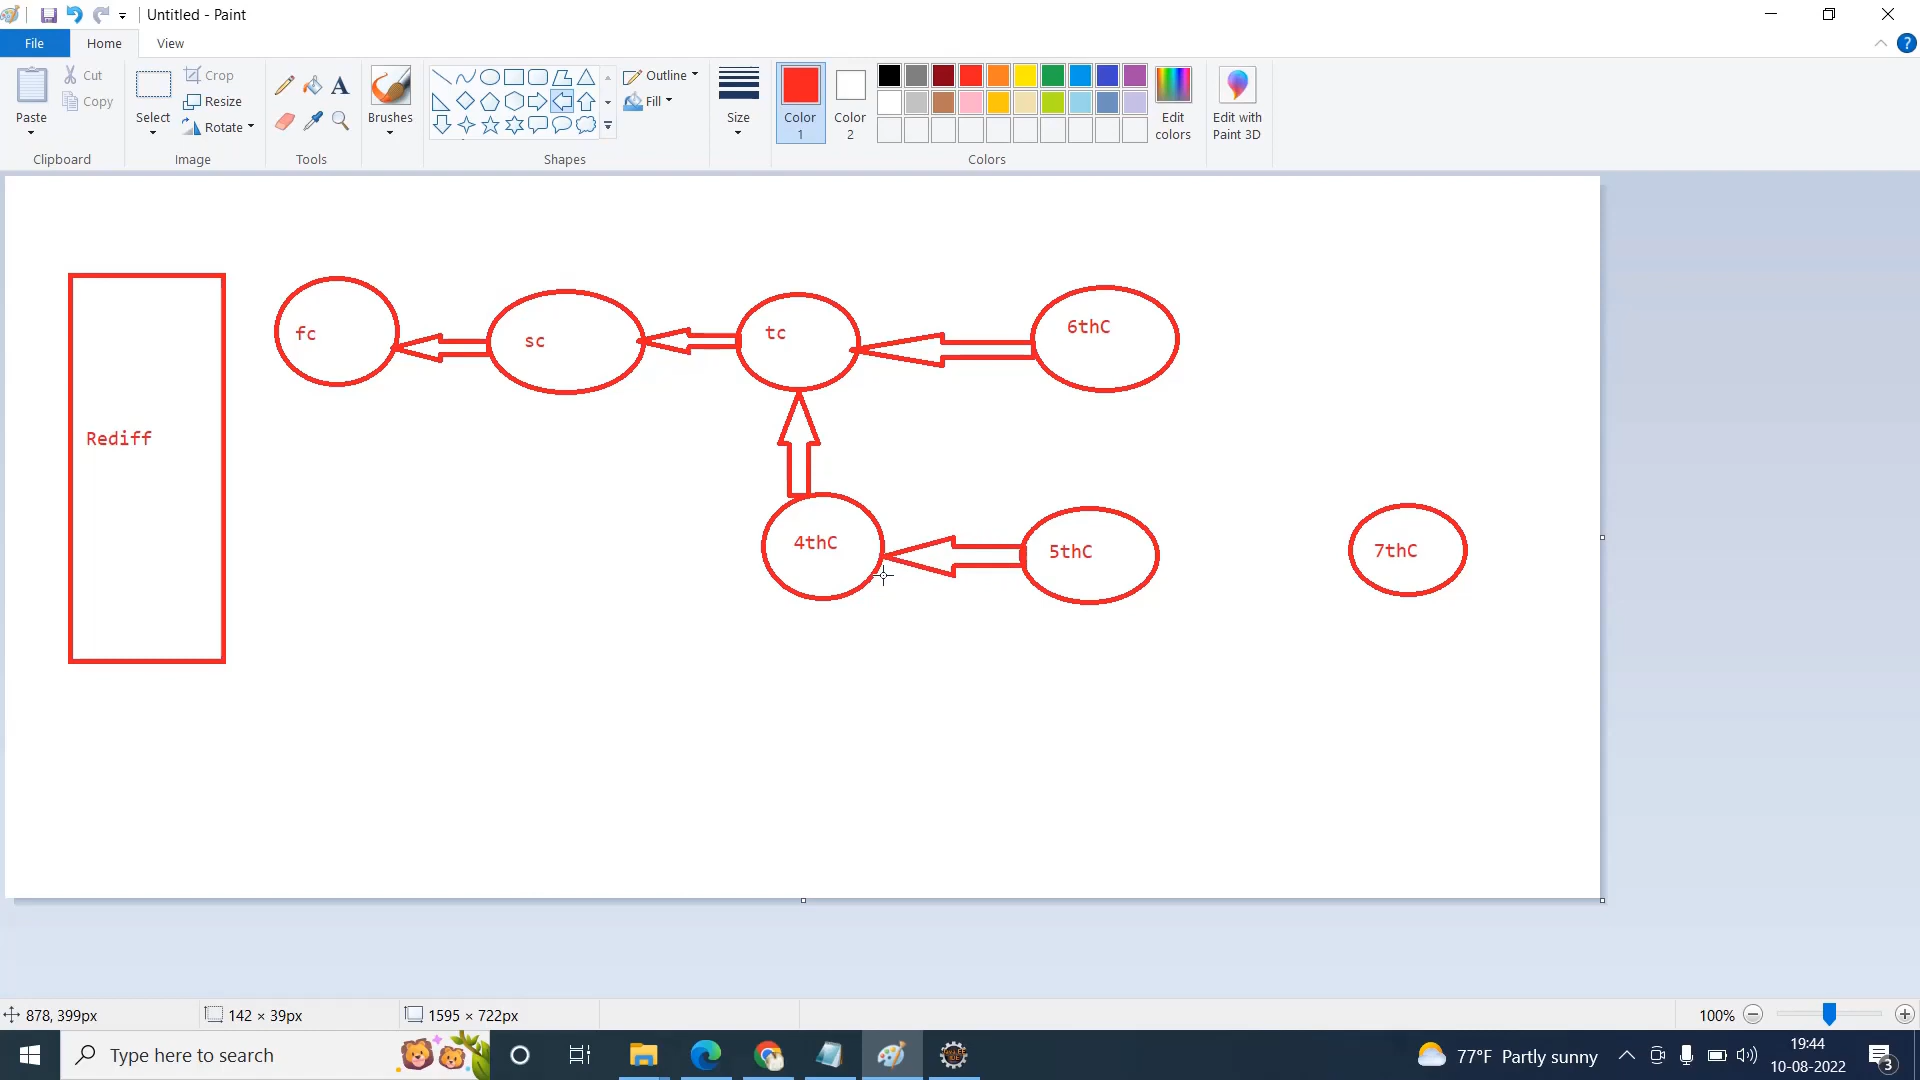 Untitled - Paint
File
Home
View
Paste
Cut
Copy
Clipboard
Select
Crop
Resize
Rotate
Image
A
Tools
Brushes
Outline
Fill
Shapes
Size
Color
1
Color
2
Colors
Edit
colors
Edit with
Paint 3D
?
Rediff
fc
sc
tc
6thC
4thC
5thC
7thC
878, 399px
142 × 39px
1595 × 722px
100%
Type here to search
77°F Partly sunny
19:44
10-08-2022
3